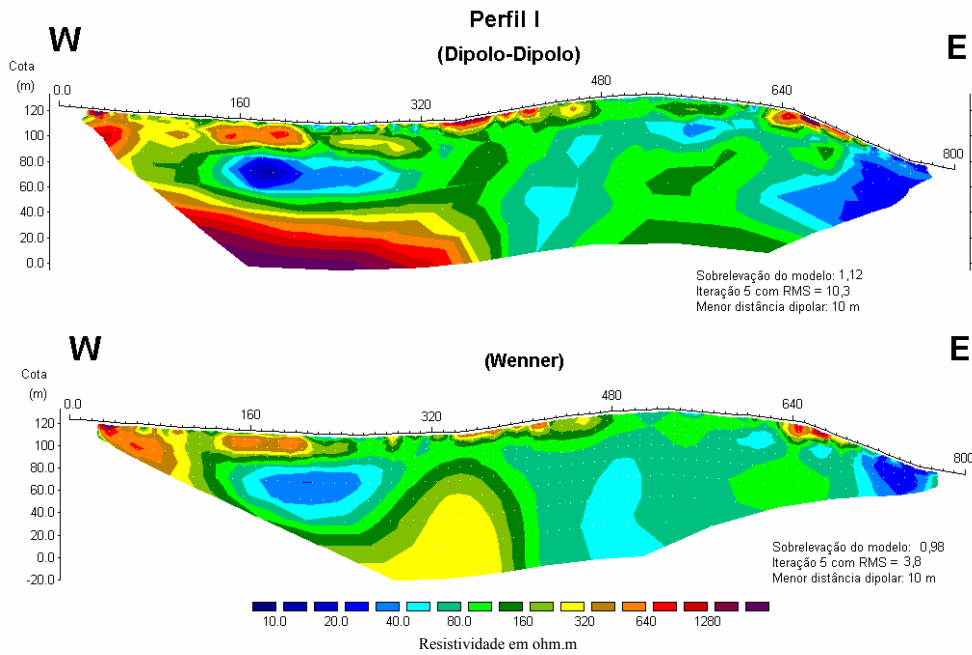 Perfil I
W
E
(Dipolo-Dipolo)
Cota
(m)
0.0
160
320
480
640
800
120
100
80.0
60.0
40.0
20.0
0.0
Sobrelevação do modelo: 1,12
Iteração 5 com RMS = 10,3
Menor distância dipolar: 10 m
W
E
(Wenner)
Cota
(m)
0.0
160
320
480
640
800
120
100
80.0
60.0
40.0
20.0
0.0
-20.0
Sobrelevação do modelo: 0,98
Iteração 5 com RMS = 3,8
Menor distância dipolar: 10 m
10.0 20.0 40.0 80.0 160 320 640 1280
Resistividade em ohm.m